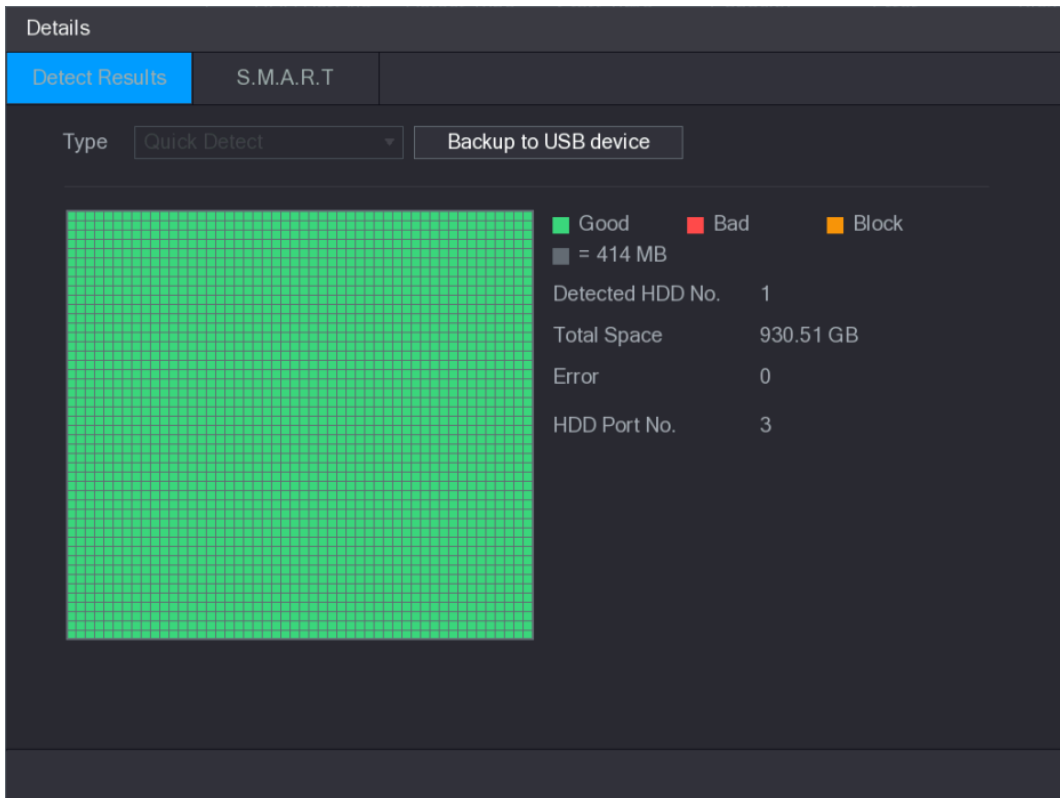 Details
Detect Results S.M.A.R.T
Type Quick Detect Backup to USB device
Good Bad Block
= 414 MB
Detected HDD No. 1
Total Space 930.51 GB
Error 0
HDD Port No. 3